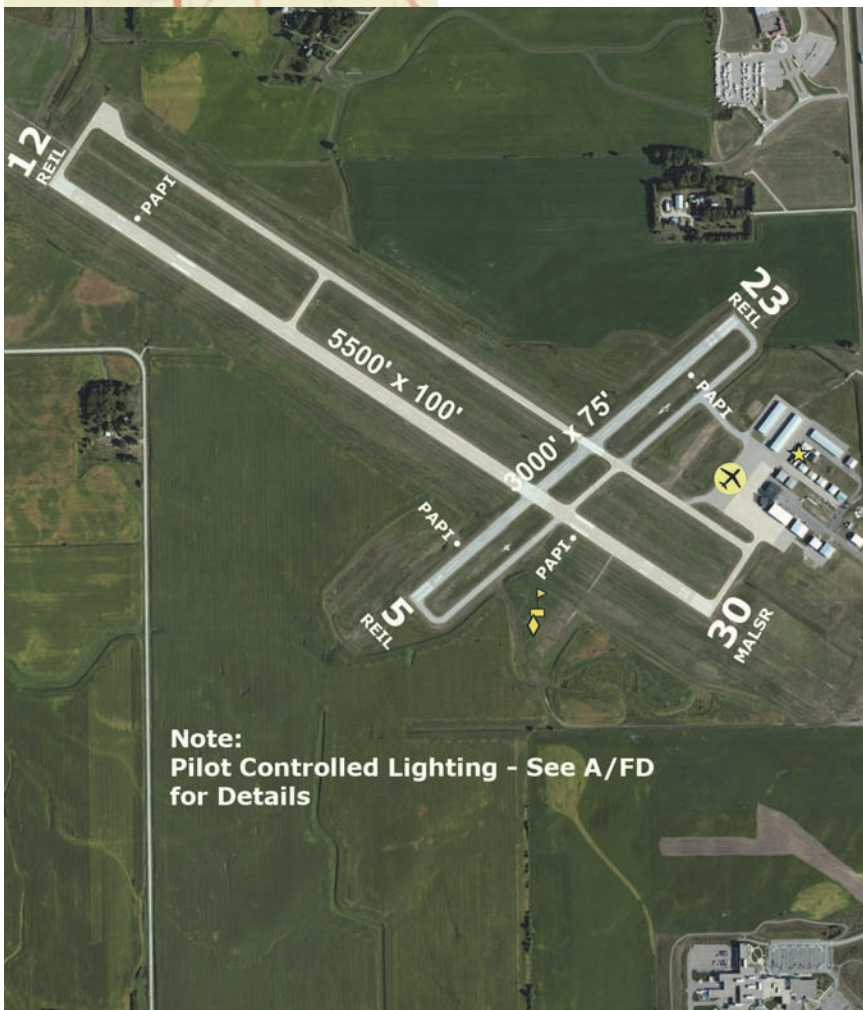 12
REIL
PAPI
23
REIL
5500' x 100'
PAPI
3000' x 75'
PAPI
PAPI
5
REIL
30
MALSR
Note:
Pilot Controlled Lighting - See A/FD
for Details